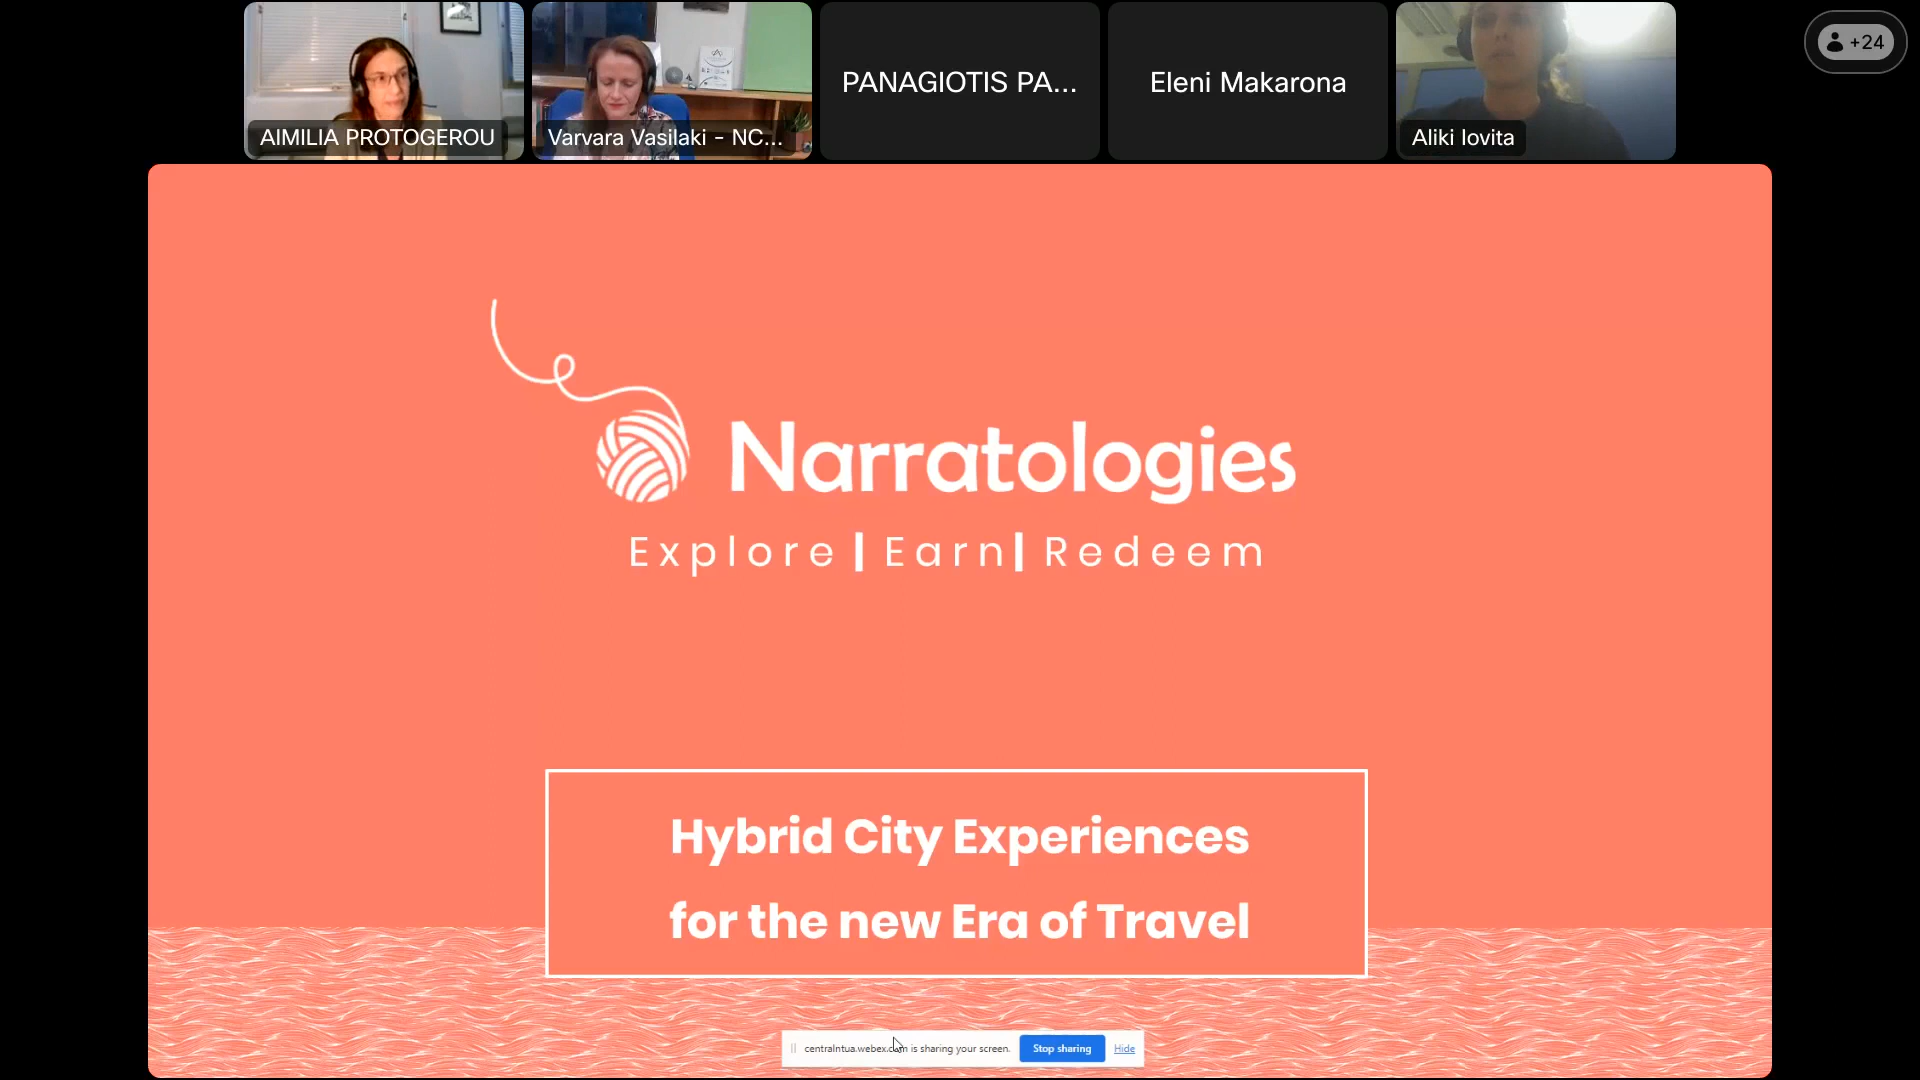 AIMILIA PROTOGEROU
Varvara Vasilaki - NC...
PANAGIOTIS PA...
Eleni Makarona
Aliki Iovita
+24
Narratologies
Explore | Earn | Redeem
Hybrid City Experiences
for the new Era of Travel
centralntua.webex.com is sharing your screen.
Stop sharing
Hide